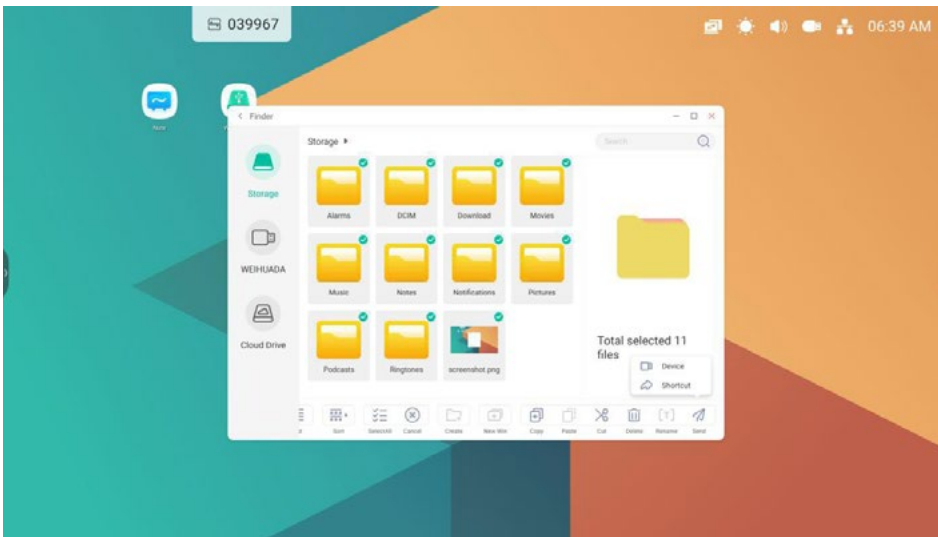 039967
06:39 AM
Note
Finder
Storage
Search
Storage
WEIHUADA
Cloud Drive
Alarms
DCIM
Download
Movies
Music
Notes
Notifications
Pictures
Podcasts
Ringtones
screenshot.png
Total selected 11
files
Device
Shortcut
Sort
SelectAll
Cancel
Create
New Win
Copy
Paste
Cut
Delete
Rename
Send